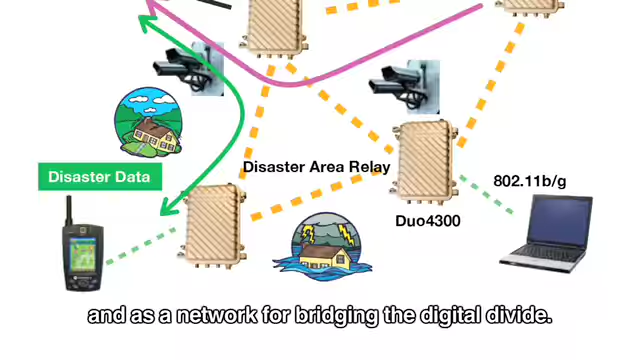 Disaster Area Relay
Disaster Data
802.11b/g
Duo4300
and as a network for bridging the digital divide.